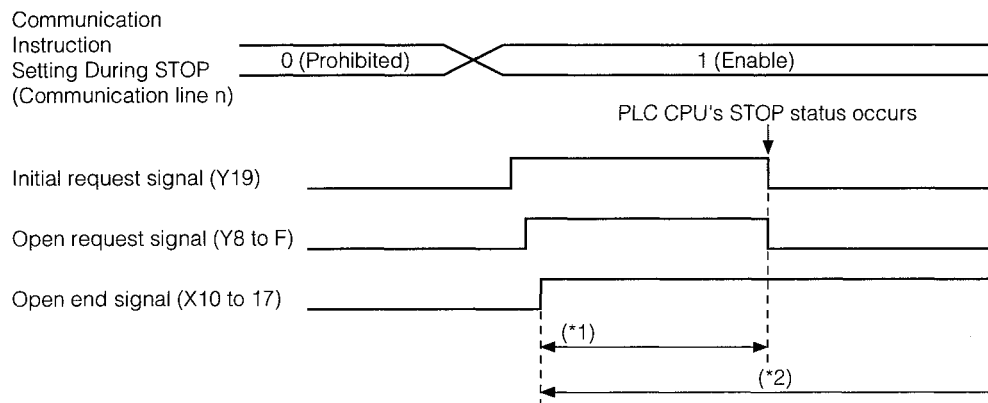 Communication
Instruction
Setting During STOP
(Communication line n)
0 (Prohibited)
1 (Enable)
PLC CPU's STOP status occurs
Initial request signal (Y19)
Open request signal (Y8 to F)
Open end signal (X10 to 17)
(*1)
(*2)